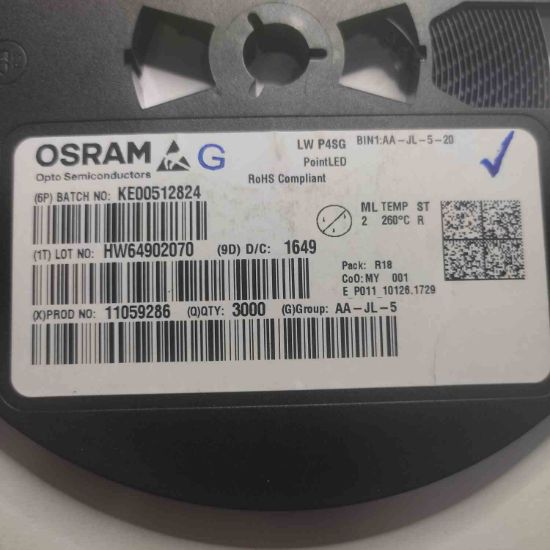 OSRAM G
Opto Semiconductors
LW P4SG BIN1:AA-JL-5-20
PointLED
RoHS Compliant
(6P) BATCH NO: KE00512824
ML TEMP ST
2 260°C R
(1T) LOT NO: HW64902070 (9D) D/C: 1649
Pack: R18
CoO: MY 001
E_P011_10126.1729
(X)PROD NO: 11059286 (Q)QTY: 3000 (G)Group: AA-JL-5